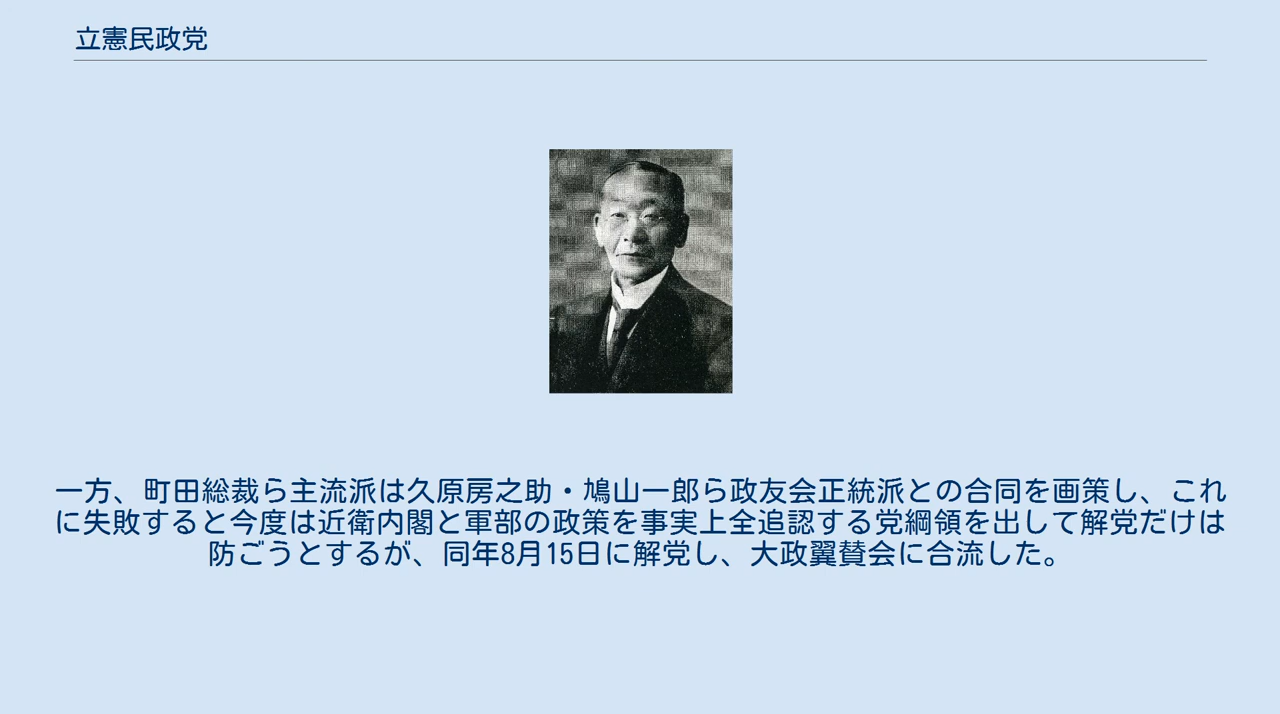 立憲民政党
一方、町田総裁ら主流派は久原房之助・鳩山一郎ら政友会正統派との合同を画策し、これ
に失敗すると今度は近衛内閣と軍部の政策を事実上全追認する党綱領を出して解党だけは
防ごうとするが、同年8月15日に解党し、大政翼賛会に合流した。